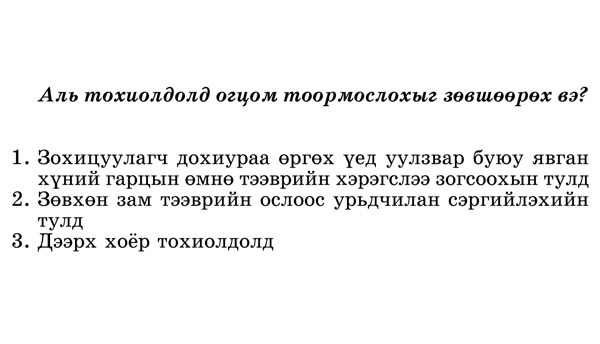 Аль тохиолдолд огцом тоормослохыг зөвшөөрөх вэ?
1. Зохицуулагч дохиураа өргөх үед уулзвар буюу явган
хүний гарцын өмнө тээврийн хэрэгслээ зогсоохын тулд
2. Зөвхөн зам тээврийн ослоос урьдчилан сэргийлэхийн
тулд
3. Дээрх хоёр тохиолдолд